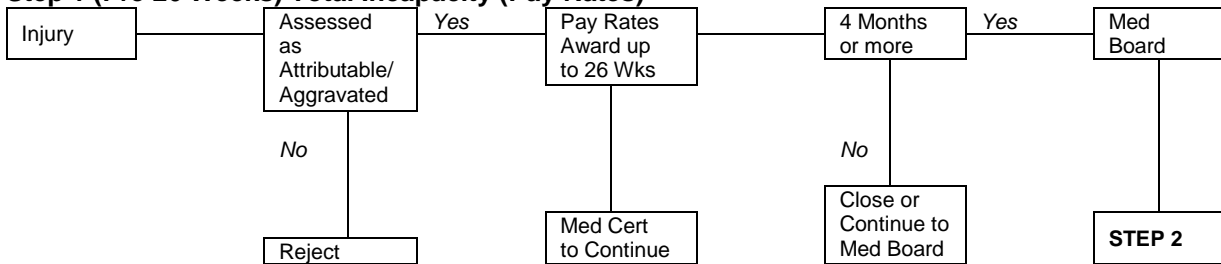 Step 1 (Pre 26 Weeks) Total Incapacity (Pay Rates)
Injury
Assessed
as
Attributable/
Aggravated
Yes
Pay Rates
Award up
to 26 Wks
4 Months
or more
Yes
Med
Board
No
No
Reject
Med Cert
to Continue
Close or
Continue to
Med Board
STEP 2